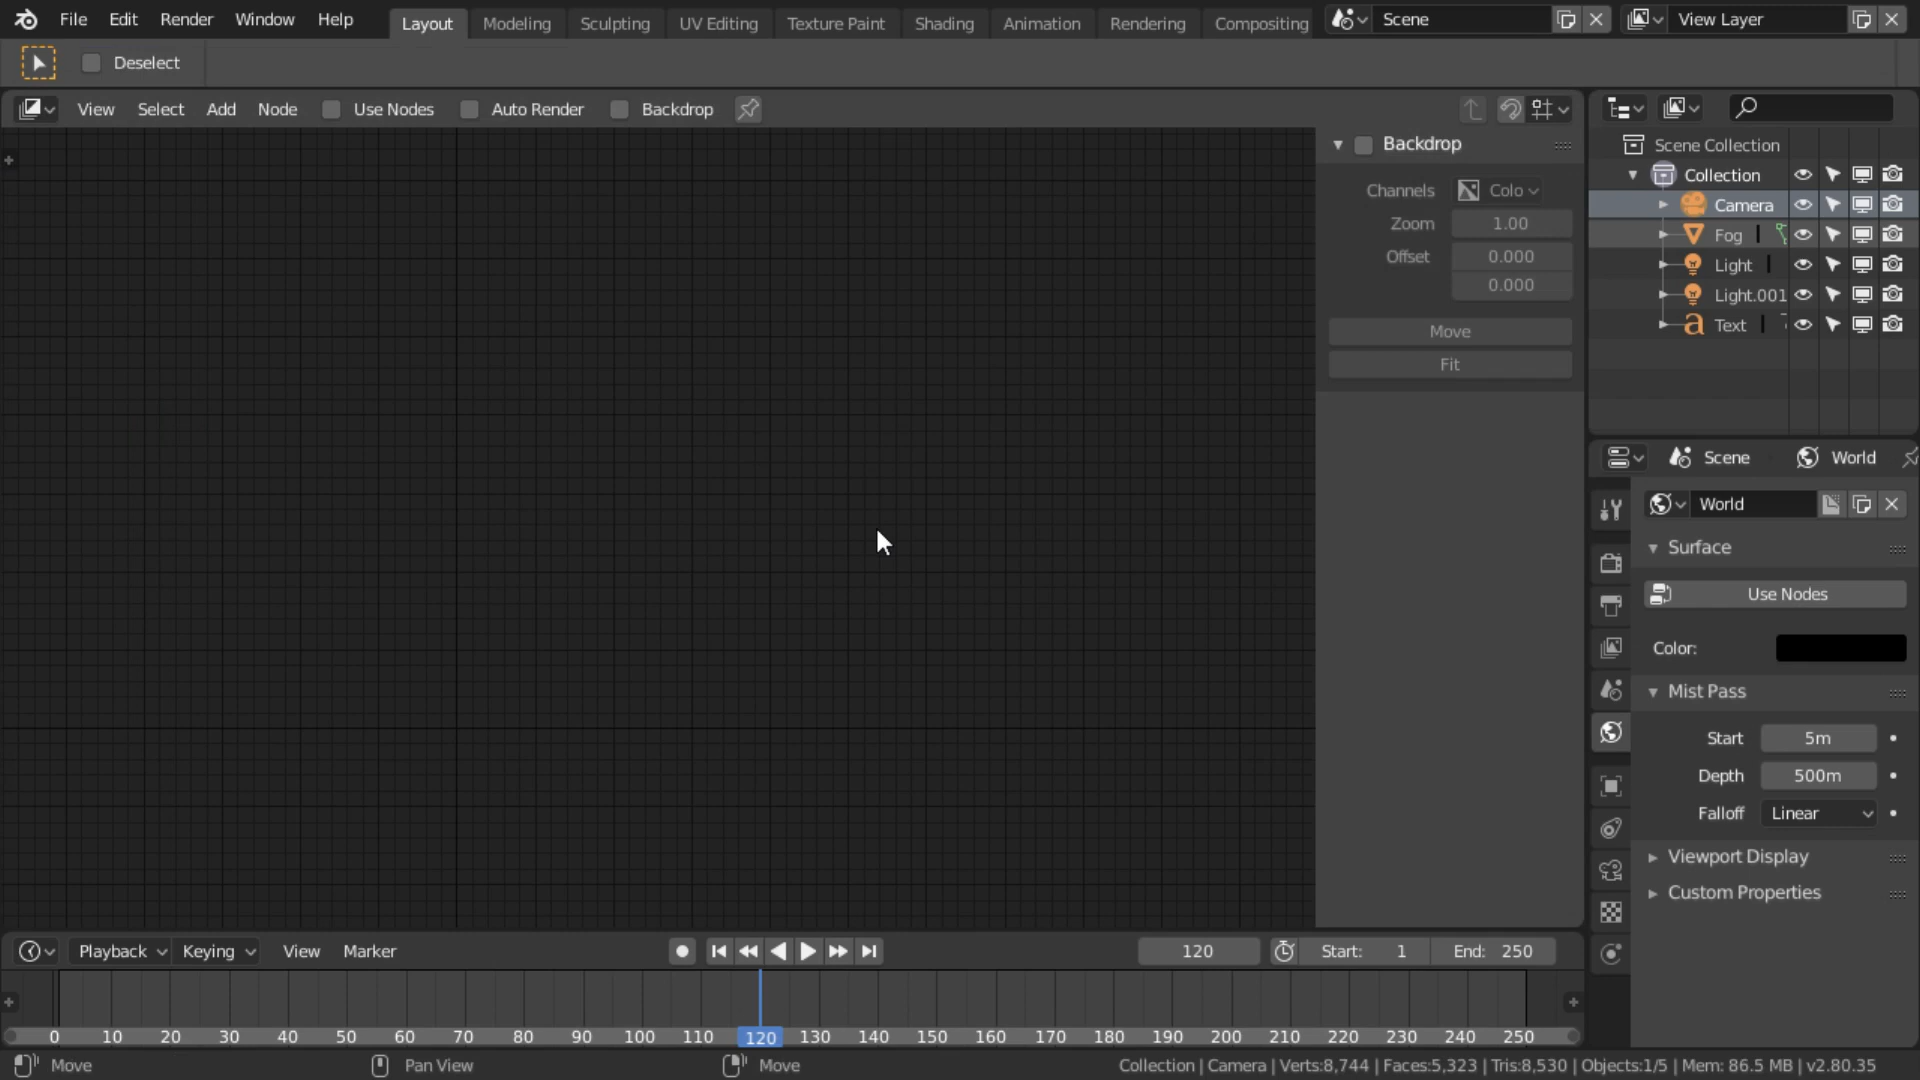 File Edit Render Window Help Layout Modeling Sculpting UV Editing Texture Paint Shading Animation Rendering Compositing Scene View Layer
Deselect
View Select Add Node Use Nodes Auto Render Backdrop
Backdrop
Channels Colo
Zoom 1.00
Offset 0.000
0.000
Move
Fit
Scene Collection
Collection
Camera
Fog
Light
Light.001
Text
Scene World
World
Surface
Use Nodes
Color:
Mist Pass
Start 5m
Depth 500m
Falloff Linear
Viewport Display
Custom Properties
Playback Keying View Marker 120 Start: 1 End: 250
0 10 20 30 40 50 60 70 80 90 100 110 120 130 140 150 160 170 180 190 200 210 220 230 240 250
Move Pan View Move Collection | Camera | Verts:8,744 | Faces:5,323 | Tris:8,530 | Objects:1/5 | Mem: 86.5 MB | v2.80.35